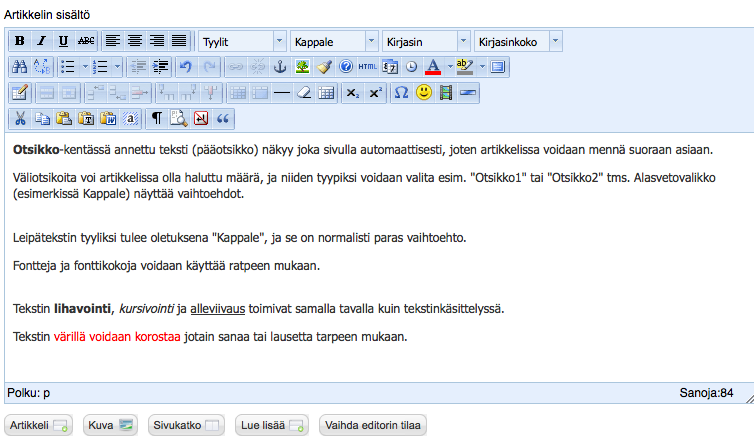 Artikkelin sisältö
B I U ABC Tyylit Kappale Kirjasin Kirjasinkoko
HTML A ab
x₂ x² Ω
T W a ¶ “
Otsikko-kentässä annettu teksti (pääotsikko) näkyy joka sivulla automaattisesti, joten artikkelissa voidaan mennä suoraan asiaan.
Väliotsikoita voi artikkelissa olla haluttu määrä, ja niiden tyypiksi voidaan valita esim. "Otsikko1" tai "Otsikko2" tms. Alasvetovalikko
(esimerkissä Kappale) näyttää vaihtoehdot.
Leipätekstin tyyliksi tulee oletuksena "Kappale", ja se on normalisti paras vaihtoehto.
Fontteja ja fonttikokoja voidaan käyttää ratpeen mukaan.
Tekstin lihavointi, kursivointi ja alleviivaus toimivat samalla tavalla kuin tekstinkäsittelyssä.
Tekstin värillä voidaan korostaa jotain sanaa tai lausetta tarpeen mukaan.
Polku: p Sanoja:84
Artikkeli Kuva Sivukatko Lue lisää Vaihda editorin tilaa